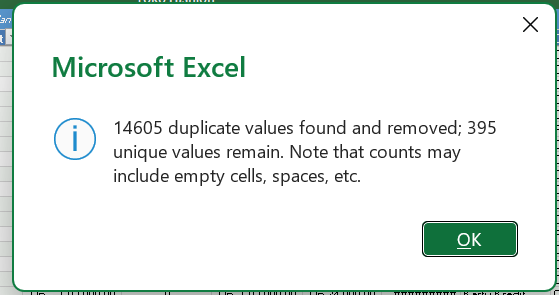 Microsoft Excel
14605 duplicate values found and removed; 395
unique values remain. Note that counts may
include empty cells, spaces, etc.
OK